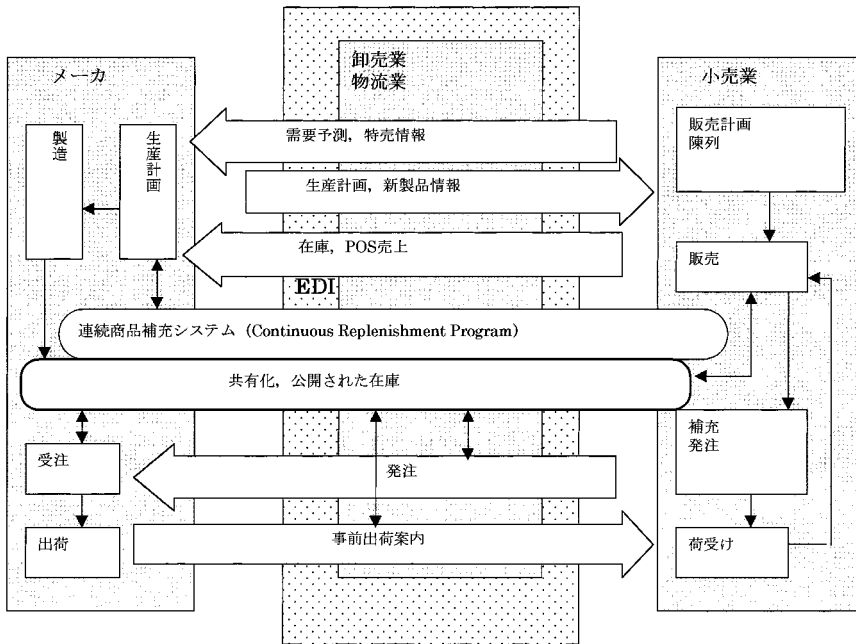 メーカ
卸売業
物流業
小売業
製造
生産計画
需要予測，特売情報
販売計画
陳列
生産計画，新製品情報
在庫，POS売上
販売
EDI
連続商品補充システム（Continuous Replenishment Program）
共有化，公開された在庫
受注
発注
補充
発注
出荷
事前出荷案内
荷受け